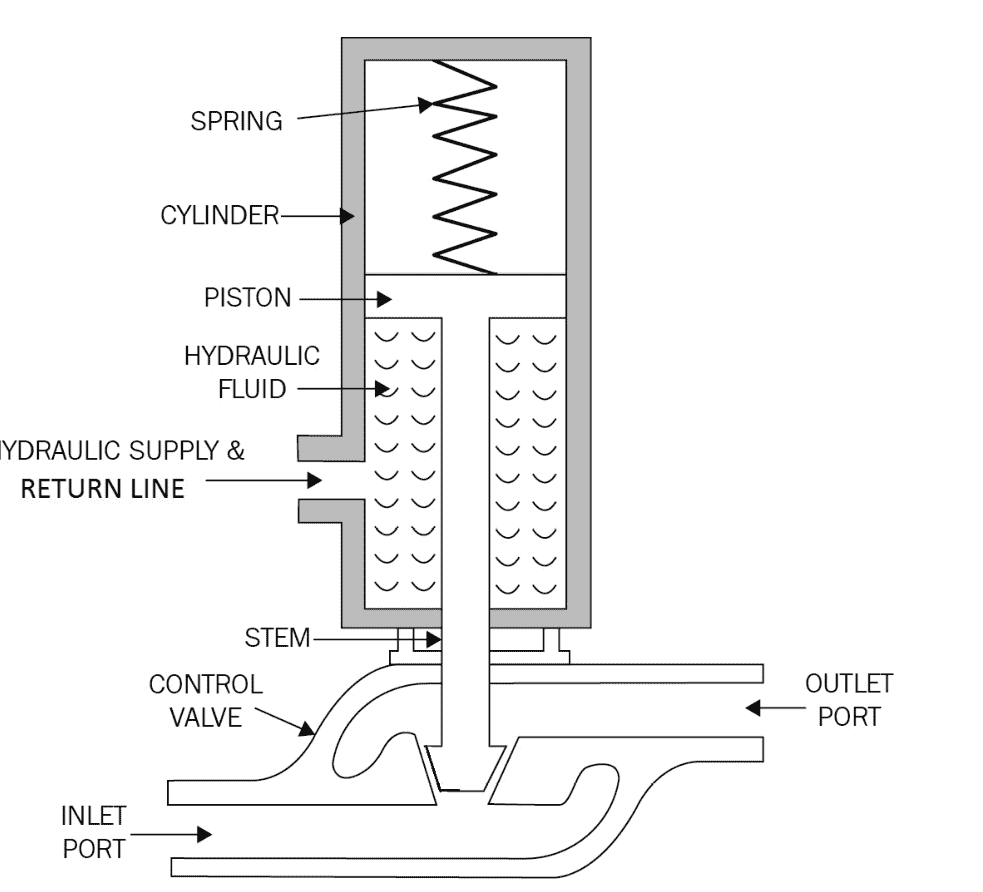 SPRING
CYLINDER
PISTON
HYDRAULIC
FLUID
YDRAULIC SUPPLY &
RETURN LINE
STEM
CONTROL
VALVE
OUTLET
PORT
INLET
PORT